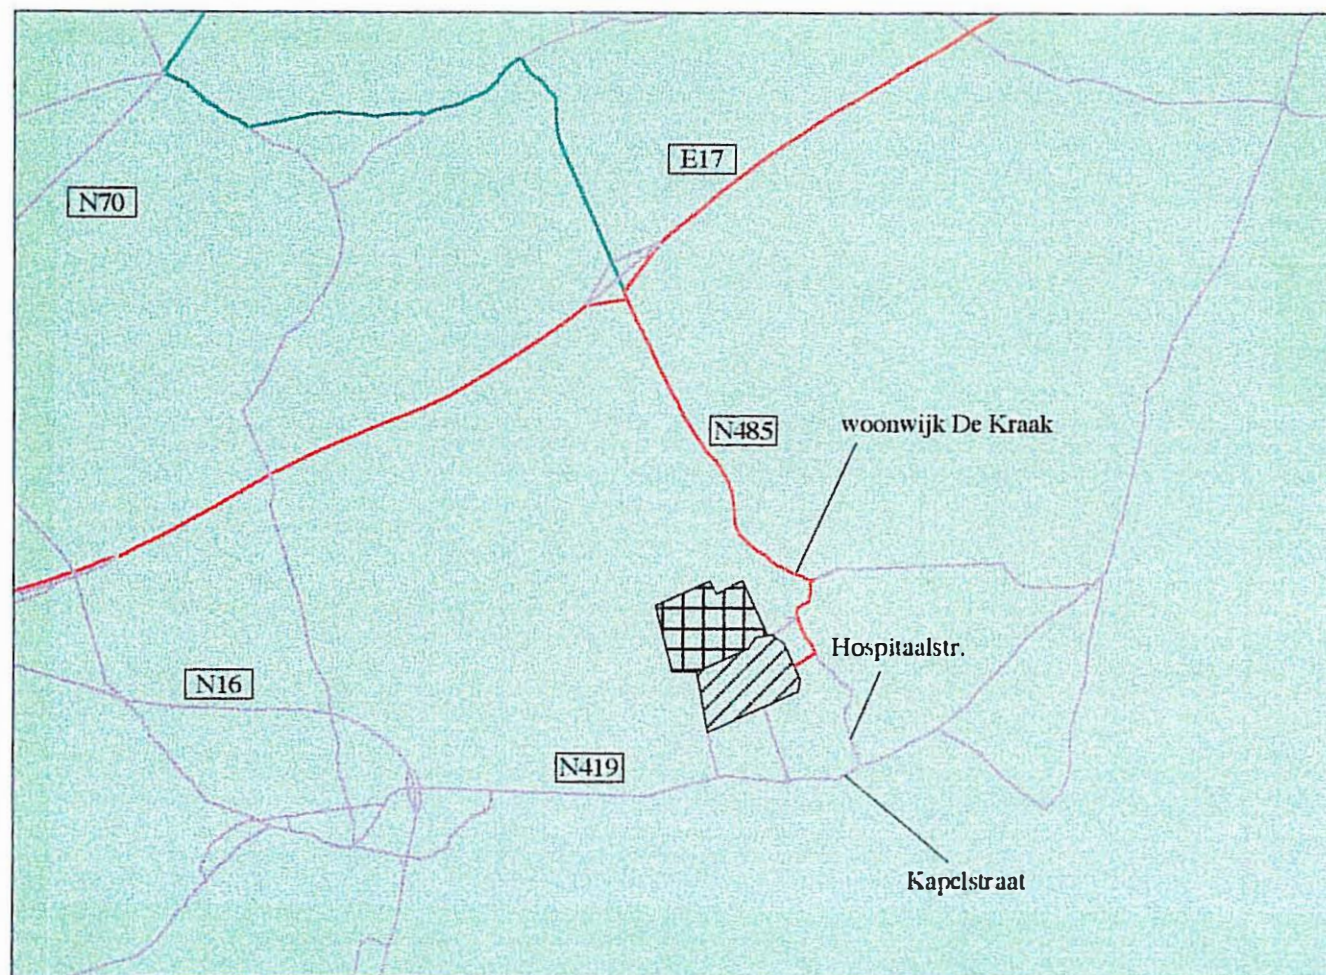 E17
N70
N485
woonwijk De Kraak
Hospitaalstr.
N16
N419
Kapelstraat